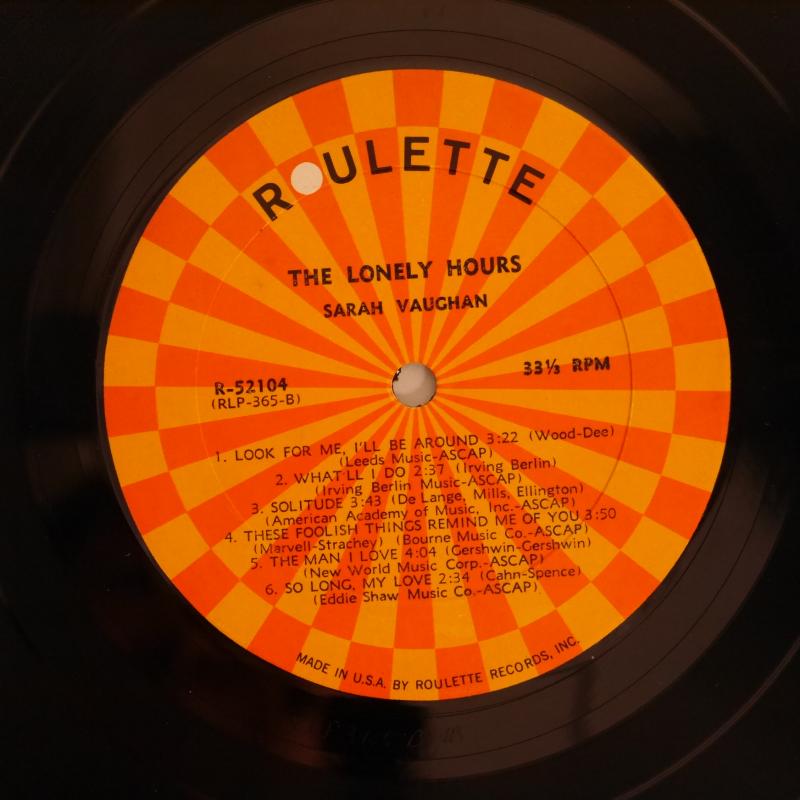 ROULETTE
THE LONELY HOURS
SARAH VAUGHAN
R-52104
(RLP-365-B)
33⅓ RPM
1. LOOK FOR ME, I'LL BE AROUND 3:22 (Wood-Dee)
(Leeds Music-ASCAP)
2. WHAT'LL I DO 2:37 (Irving Berlin)
(Irving Berlin Music-ASCAP)
3. SOLITUDE 3:43 (De Lange, Mills, Ellington)
(American Academy of Music, Inc.-ASCAP)
4. THESE FOOLISH THINGS REMIND ME OF YOU 3:50
(Marvell-Strachey) (Bourne Music Co.-ASCAP)
5. THE MAN I LOVE 4:04 (Gershwin-Gershwin)
(New World Music Corp.-ASCAP)
6. SO LONG, MY LOVE 2:34 (Cahn-Spence)
(Eddie Shaw Music Co.-ASCAP)
MADE IN U.S.A. BY ROULETTE RECORDS, INC.